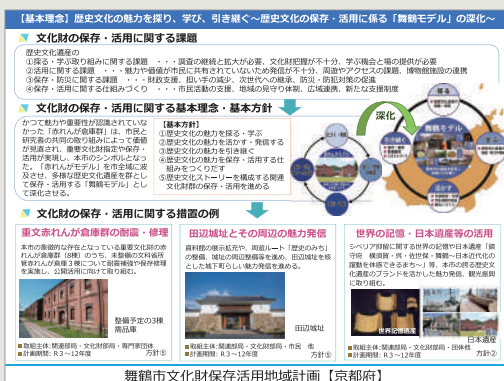 【基本理念】歴史文化の魅力を探り、学び、引き継ぐ～歴史文化の保存・活用に係る「舞鶴モデル」の深化～
文化財の保存・活用に関する課題
歴史文化遺産の
①探る・学ぶ取り組みに関する課題 ・・・調査の継続と拡大が必要、文化財把握が不十分、学ぶ機会と場の提供が必要
②活用に関する課題 ・・・魅力や価値が市民に共有されていないため発信が不十分、周遊やアクセスの課題、博物館施設の連携
③保存・防災に関する課題 ・・・財政支援、担い手の減少、次世代への継承、防災・防犯対策の促進
④保存・活用に関する仕組みづくり ・・・市民活動の支援、地域の見守り体制、広域連携、新たな支援制度
文化財の保存・活用に関する基本理念・基本方針
かつて魅力や重要性が認識されていな
かった「赤れんが倉庫群」は、市民と
研究者の共同の取り組みによって価値
が見直され、重要文化財指定や保存・
活用が実現し、本市のシンボルとなっ
た。「赤れんがモデル」を市全域に波
及させ、多様な歴史文化遺産を群とし
て保存・活用する「舞鶴モデル」とし
て深化させる。
【基本方針】
①歴史文化の魅力を探る・学ぶ
②歴史文化の魅力を活かす・発信する
③歴史文化の魅力を引き継ぐ
④歴史文化の魅力を保存・活用する仕
組みをつくりだす
⑤歴史文化ストーリーを構成する関連
文化財群の保存・活用を進める
深化
探る
舞鶴モデル
引き継ぐ
活かす
文化財の保存・活用に関する措置の例
重文赤れんが倉庫群の耐震・修理
本市の象徴的な存在となっている重要文化財の赤
れんが倉庫群（8棟）のうち、未整備の文科省所
管赤れんが倉庫３棟について耐震補強や保存修理
を実施し、公開活用に向けて取り組む。
整備予定の3棟
需品庫
■取組主体:関連部局・文化財部局・専門家団体
■計画期間:Ｒ３～12年度 方針⑤
田辺城址とその周辺の魅力発信
資料館の展示拡充や、周遊ルート「歴史のみち」
の整備、城址の周辺整備等を進め、田辺城址を核
とした城下町らしい魅力発信を進める。
田辺城址
■取組主体:関連部局・文化財部局・市民 他
■計画期間:Ｒ３～12年度 方針⑤
世界の記憶・日本遺産等の活用
シベリア抑留に関する世界の記憶や日本遺産「鎮
守府 横須賀・呉・佐世保・舞鶴～日本近代化の
躍動を体感できるまち～」等、本市の誇る歴史文
化遺産のブランドを活かした魅力発信、観光振興
に取り組む。
世界記憶遺産
日本遺産
■取組主体:関連部局・文化財部局・団体他
■計画期間:Ｒ３～12年度 方針②
舞鶴市文化財保存活用地域計画【京都府】